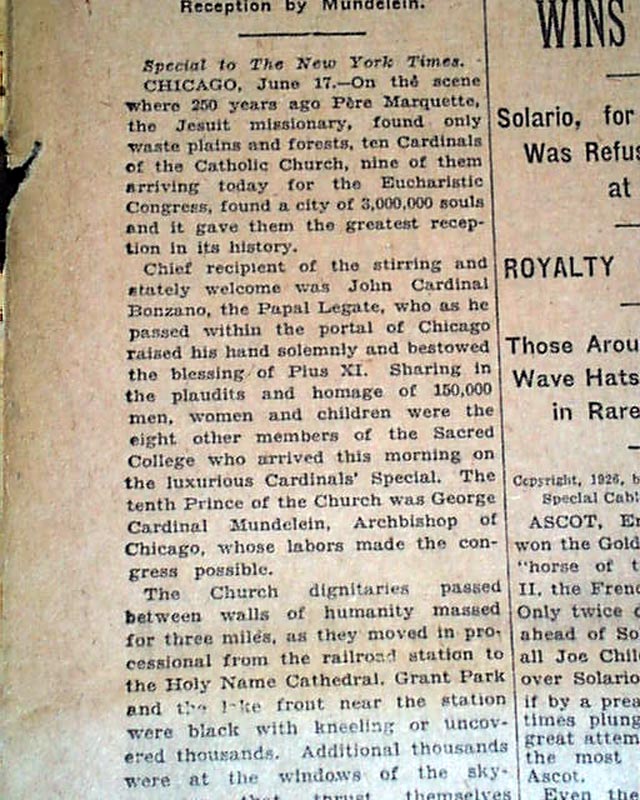 Reception by Mundelein.
Special to The New York Times.
CHICAGO, June 17.—On the scene
where 250 years ago Père Marquette,
the Jesuit missionary, found only
waste plains and forests, ten Cardinals
of the Catholic Church, nine of them
arriving today for the Eucharistic
Congress, found a city of 3,000,000 souls
and it gave them the greatest recep-
tion in its history.
Chief recipient of the stirring and
stately welcome was John Cardinal
Bonzano, the Papal Legate, who as he
passed within the portal of Chicago
raised his hand solemnly and bestowed
the blessing of Pius XI. Sharing in
the plaudits and homage of 150,000
men, women and children were the
eight other members of the Sacred
College who arrived this morning on
the luxurious Cardinals' Special. The
tenth Prince of the Church was George
Cardinal Mundelein, Archbishop of
Chicago, whose labors made the con-
gress possible.
The Church dignitaries passed
between walls of humanity massed
for three miles, as they moved in pro-
cessional from the railroad station to
the Holy Name Cathedral. Grant Park
and the lake front near the station
were black with kneeling or uncov-
ered thousands. Additional thousands
were at the windows of the sky-
that thrust themselves
WINS
Solario, for
Was Refus
at
ROYALTY
Those Arou
Wave Hats
in Rare
Copyright, 1926, b
Special Cabl
ASCOT, En
won the Gold
"horse of t
II, the Frenc
Only twice o
ahead of So
all Joe Chil
over Solario
if by a prea
times plung
great attem
the most
Ascot.
Even the